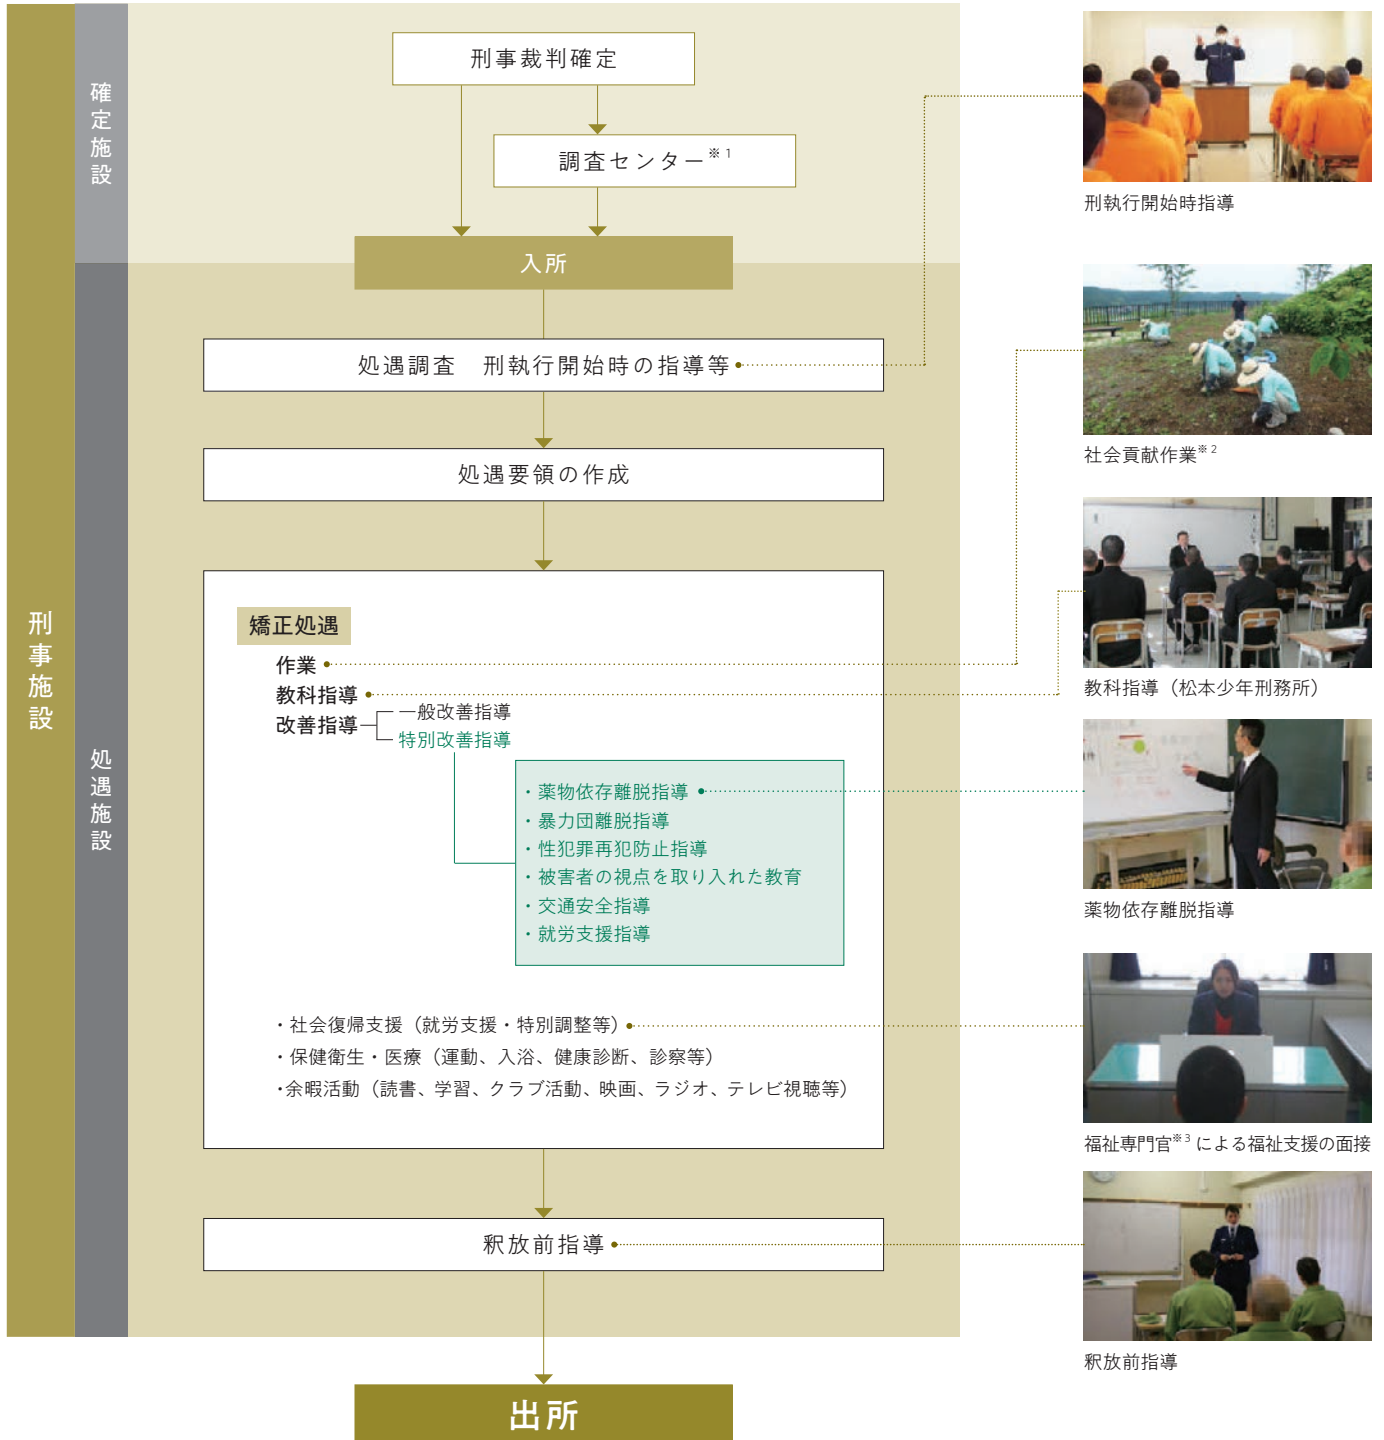 刑事施設
確定施設
処遇施設
刑事裁判確定
調査センター※1
入所
処遇調査　刑執行開始時の指導等
処遇要領の作成
矯正処遇
作業
教科指導
改善指導
一般改善指導
特別改善指導
・薬物依存離脱指導
・暴力団離脱指導
・性犯罪再犯防止指導
・被害者の視点を取り入れた教育
・交通安全指導
・就労支援指導
・社会復帰支援（就労支援・特別調整等）
・保健衛生・医療（運動、入浴、健康診断、診察等）
・余暇活動（読書、学習、クラブ活動、映画、ラジオ、テレビ視聴等）
釈放前指導
出所
刑執行開始時指導
社会貢献作業※2
教科指導（松本少年刑務所）
薬物依存離脱指導
福祉専門官※3による福祉支援の面接
釈放前指導